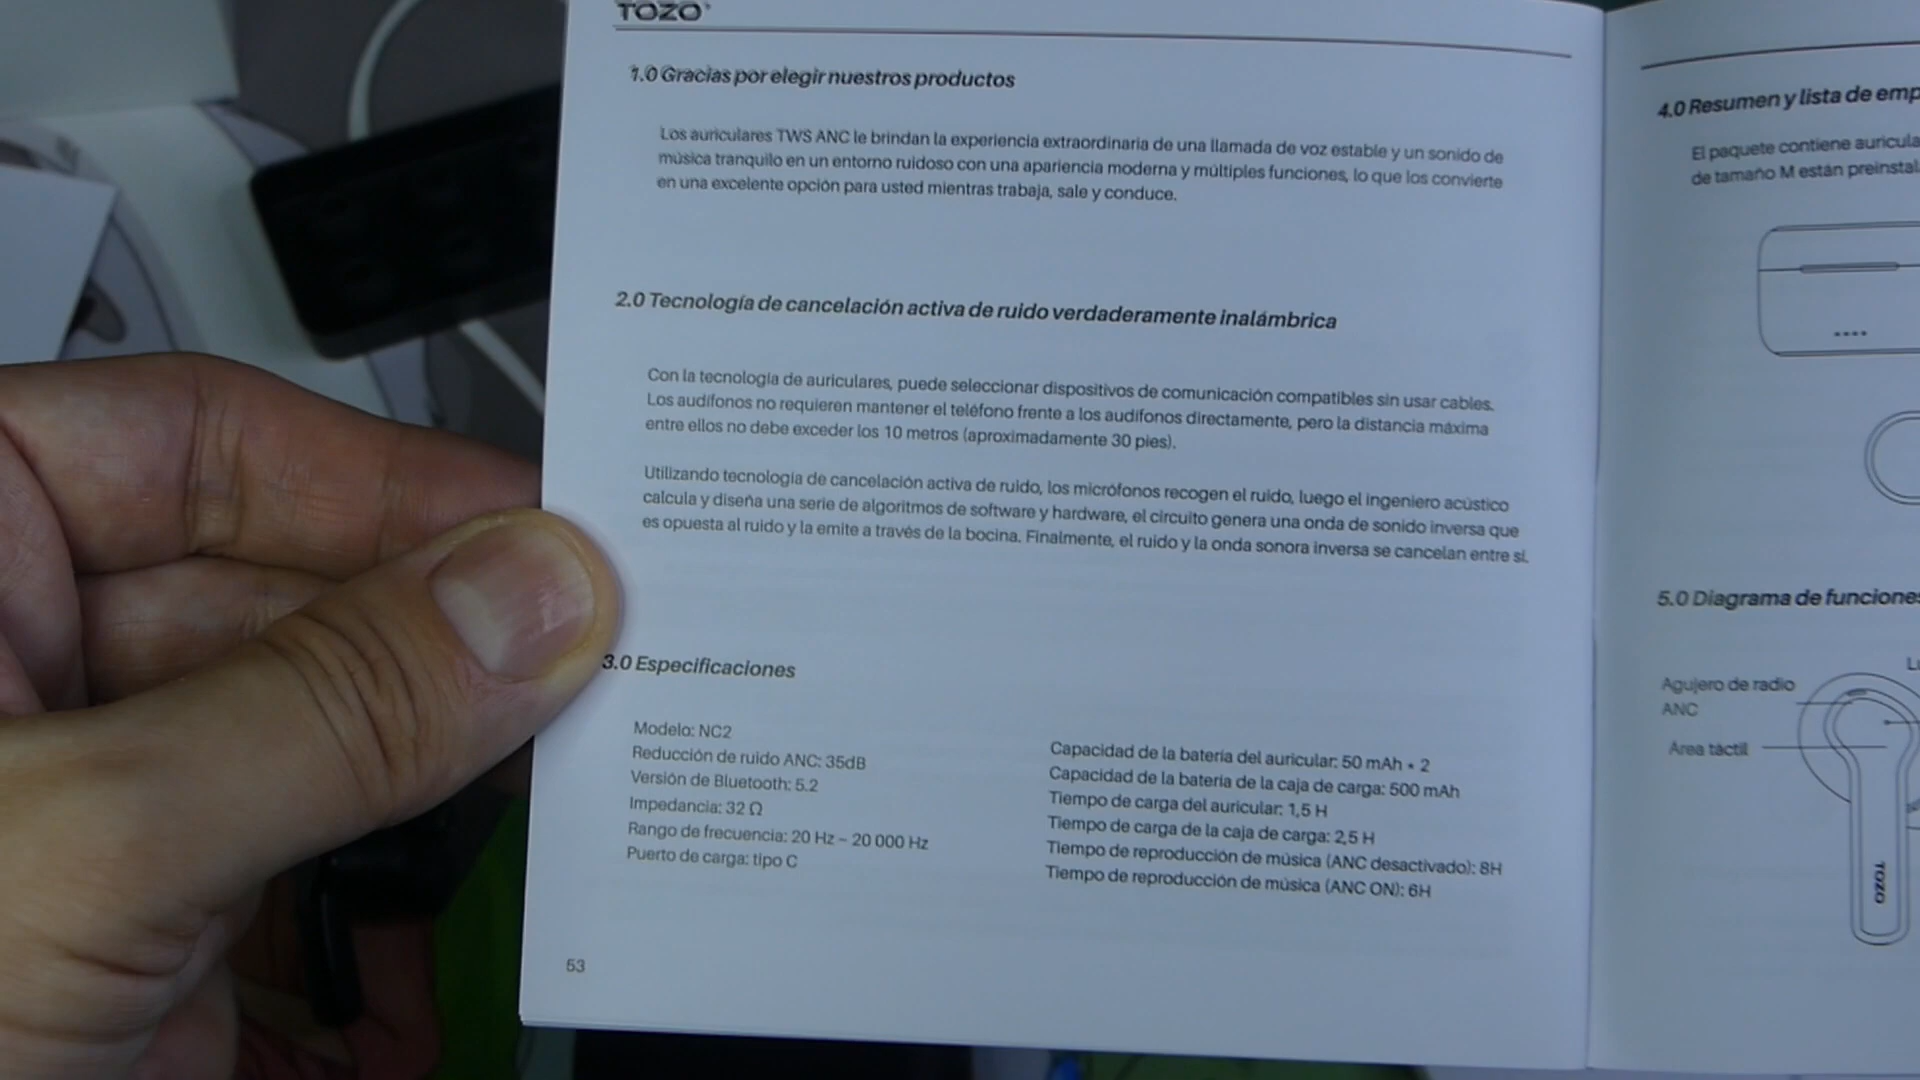 TOZO
1.0 Gracias por elegir nuestros productos
Los auriculares TWS ANC le brindan la experiencia extraordinaria de una llamada de voz estable y un sonido de
música tranquilo en un entorno ruidoso con una apariencia moderna y múltiples funciones, lo que los convierte
en una excelente opción para usted mientras trabaja, sale y conduce.
2.0 Tecnología de cancelación activa de ruido verdaderamente inalámbrica
Con la tecnología de auriculares, puede seleccionar dispositivos de comunicación compatibles sin usar cables.
Los audífonos no requieren mantener el teléfono frente a los audífonos directamente, pero la distancia máxima
entre ellos no debe exceder los 10 metros (aproximadamente 30 pies).
Utilizando tecnología de cancelación activa de ruido, los micrófonos recogen el ruido, luego el ingeniero acústico
calcula y diseña una serie de algoritmos de software y hardware, el circuito genera una onda de sonido inversa que
es opuesta al ruido y la emite a través de la bocina. Finalmente, el ruido y la onda sonora inversa se cancelan entre sí.
3.0 Especificaciones
Modelo: NC2
Reducción de ruido ANC: 35dB
Versión de Bluetooth: 5.2
Impedancia: 32 Ω
Rango de frecuencia: 20 Hz ~ 20 000 Hz
Puerto de carga: tipo C
Capacidad de la batería del auricular: 50 mAh * 2
Capacidad de la batería de la caja de carga: 500 mAh
Tiempo de carga del auricular: 1,5 H
Tiempo de carga de la caja de carga: 2,5 H
Tiempo de reproducción de música (ANC desactivado): 8H
Tiempo de reproducción de música (ANC ON): 6H
53
4.0 Resumen y lista de
El paquete contiene
de tamaño M están
5.0 Diagrama de
Agujero de radio
ANC
Área táctil
TOZO